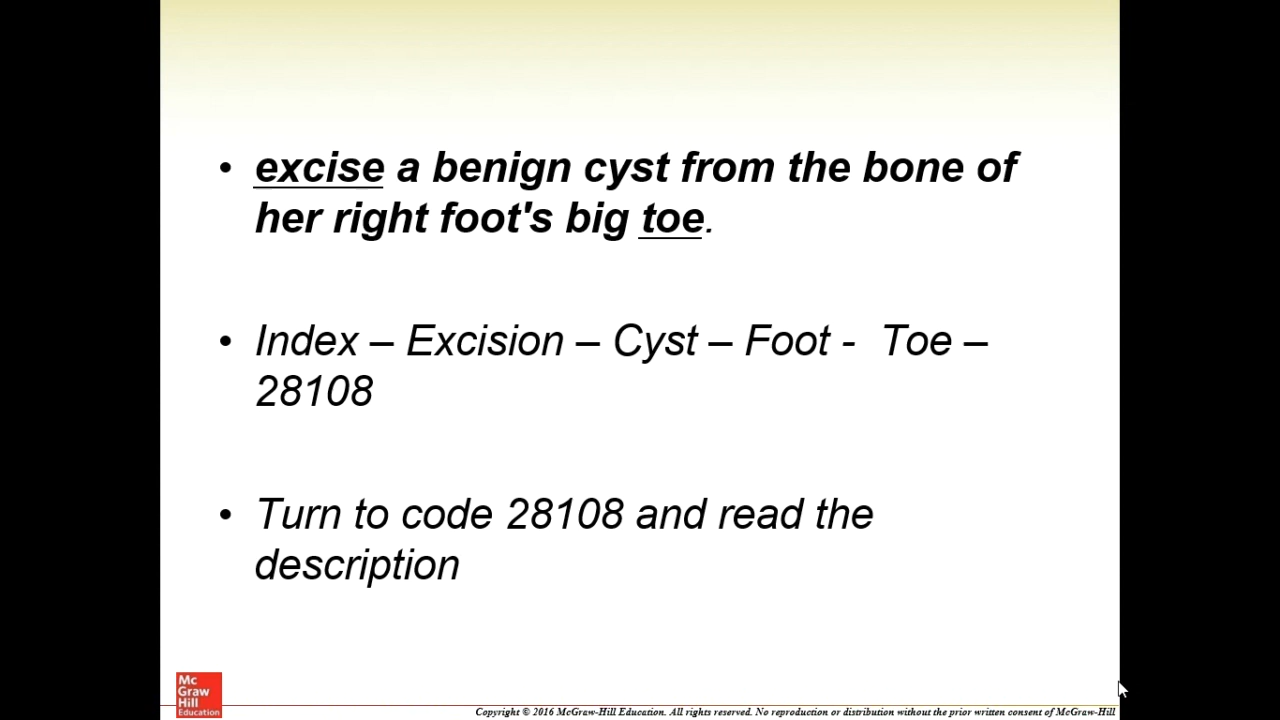 • excise a benign cyst from the bone of
her right foot's big toe.
• Index – Excision – Cyst – Foot - Toe –
28108
• Turn to code 28108 and read the
description
Mc
Graw
Hill
Education
Copyright © 2016 McGraw-Hill Education. All rights reserved. No reproduction or distribution without the prior written consent of McGraw-Hill